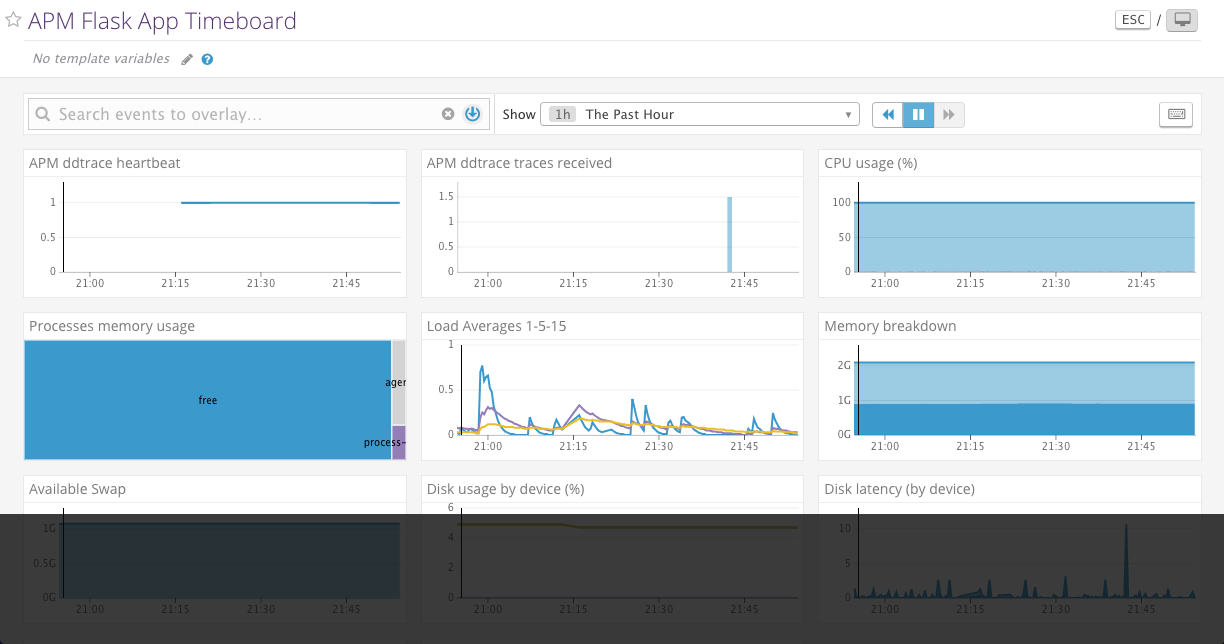 APM Flask App Timeboard
ESC /
No template variables
?
Search events to overlay...
Show 1h The Past Hour
APM ddtrace heartbeat
1
0.5
0
21:00 21:15 21:30 21:45
APM ddtrace traces received
1.5
1
0.5
0
21:00 21:15 21:30 21:45
CPU usage (%)
100
50
0
21:00 21:15 21:30 21:45
Processes memory usage
free
ager
process-
Load Averages 1-5-15
1
0.5
0
21:00 21:15 21:30 21:45
Memory breakdown
2G
1G
0G
21:00 21:15 21:30 21:45
Available Swap
1G
0.5G
0G
21:00 21:15 21:30 21:45
Disk usage by device (%)
6
4
2
0
21:00 21:15 21:30 21:45
Disk latency (by device)
10
5
0
21:00 21:15 21:30 21:45